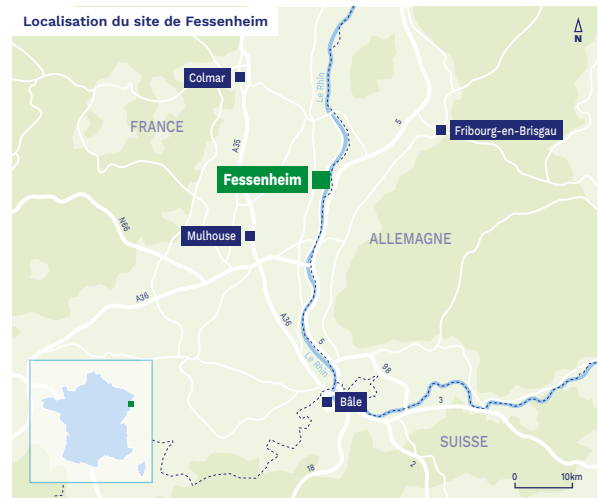 Localisation du site de Fessenheim
N
Colmar
Le Rhin
FRANCE
5
Fribourg-en-Brisgau
A35
Fessenheim
N66
Mulhouse
ALLEMAGNE
A36
A35
5
Le Rhin
98
Bâle
3
SUISSE
18
2
0 10km